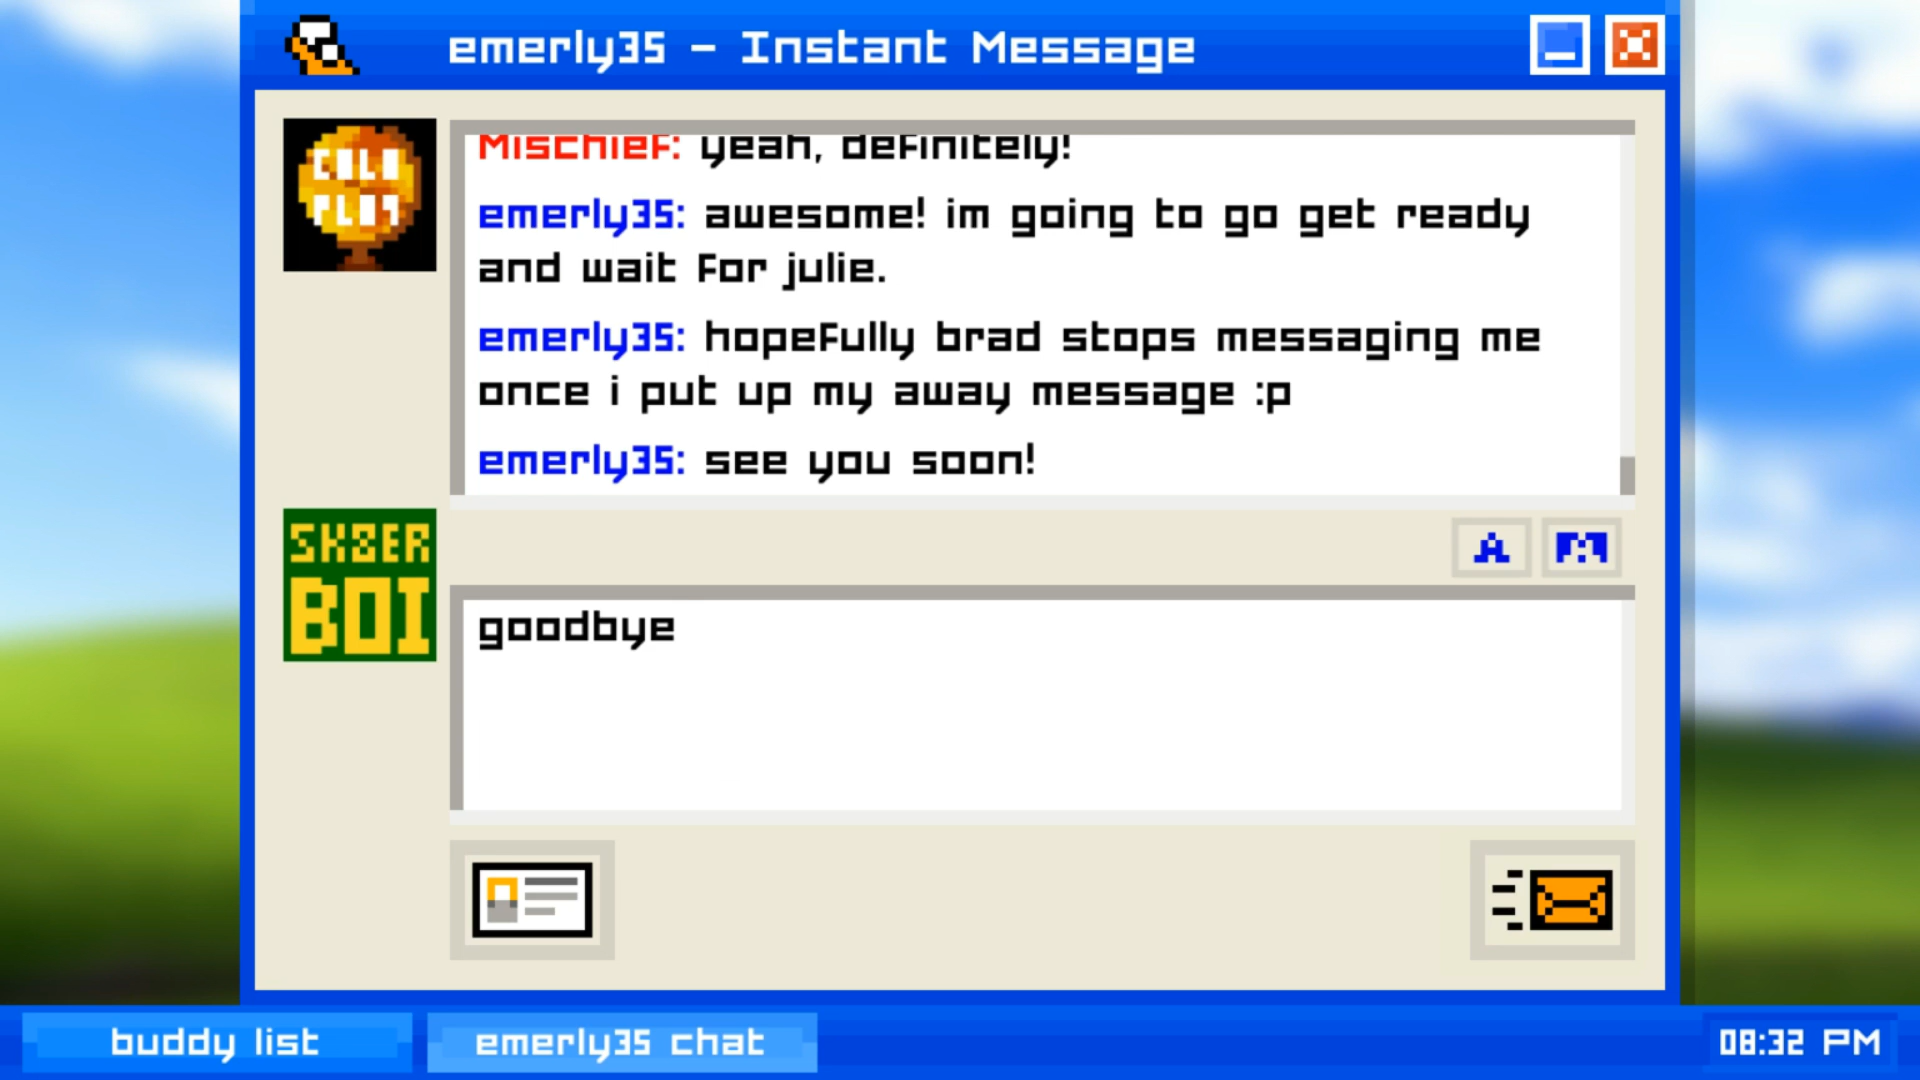 emerly35 - Instant Message
COLD
PLAY
Mischief: yeah, definitely!
emerly35: awesome! im going to go get ready
and wait for julie.
emerly35: hopefully brad stops messaging me
once i put up my away message :p
emerly35: see you soon!
SK8ER
BOI
A M
goodbye
buddy list
emerly35 chat
08:32 PM